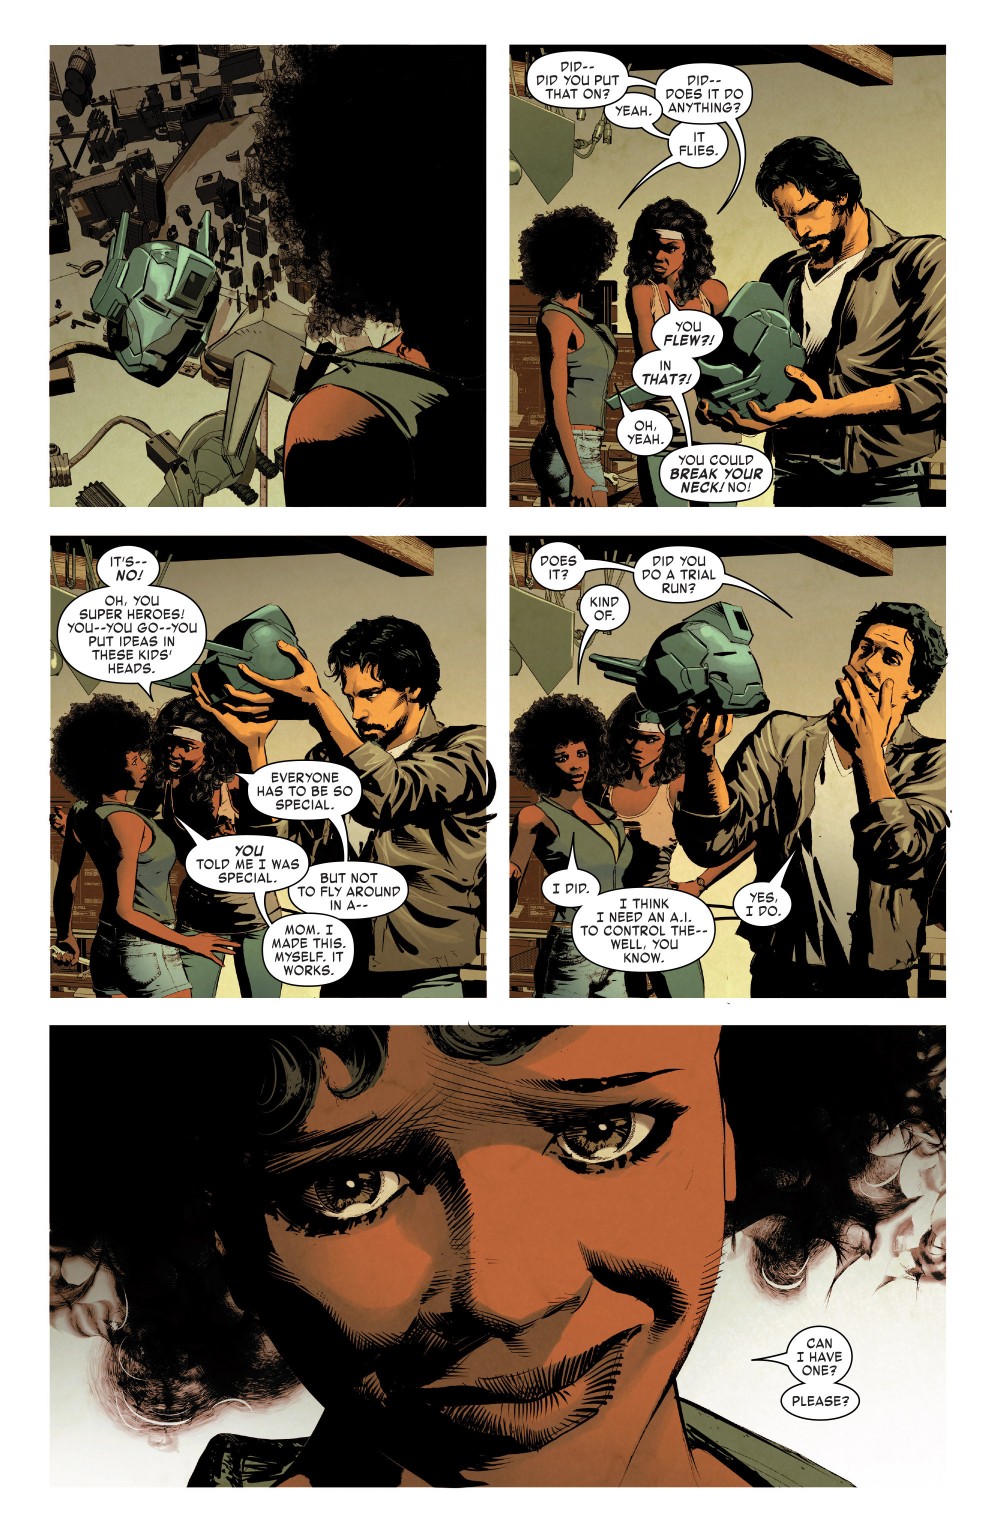 DID--
DID YOU PUT
THAT ON?
YEAH.
DID--
DOES IT DO
ANYTHING?
IT
FLIES.
YOU
FLEW?!
IN
THAT?!
OH,
YEAH.
YOU COULD
BREAK YOUR
NECK! NO!
IT'S--
NO!
OH, YOU
SUPER HEROES!
YOU--YOU GO--YOU
PUT IDEAS IN
THESE KIDS'
HEADS.
EVERYONE
HAS TO BE SO
SPECIAL.
YOU
TOLD ME I WAS
SPECIAL.
BUT NOT
TO FLY AROUND
IN A--
MOM. I
MADE THIS.
MYSELF. IT
WORKS.
DOES
IT?
DID YOU
DO A TRIAL
RUN?
KIND
OF.
I DID.
I THINK
I NEED AN A.I.
TO CONTROL THE--
WELL, YOU
KNOW.
YES,
I DO.
CAN
I HAVE
ONE?
PLEASE?